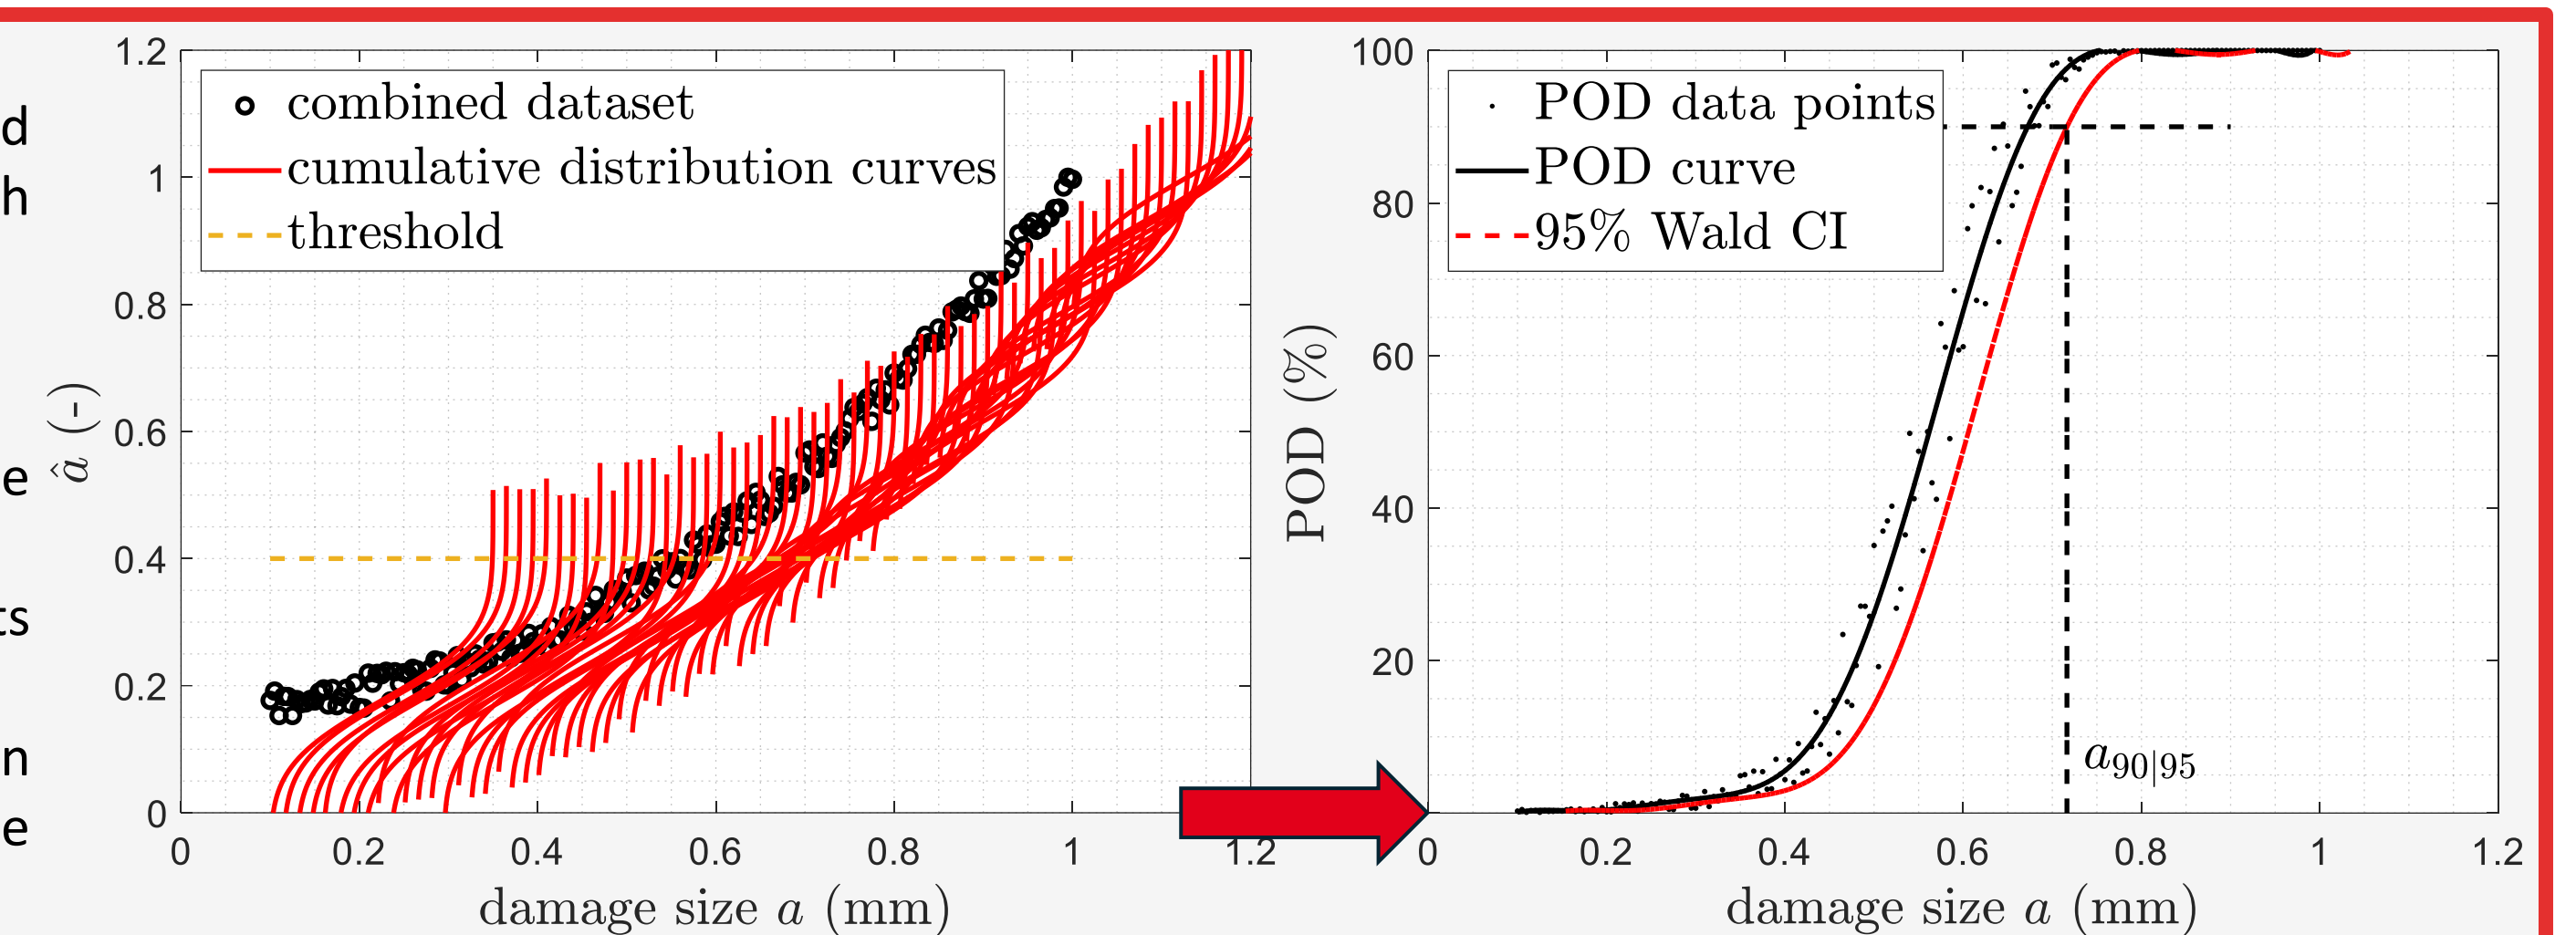 d
h
e
ts
n
e
1.2
1
0.8
0.6
0.4
0.2
0
â (-)
combined dataset
cumulative distribution curves
threshold
0 0.2 0.4 0.6 0.8 1 1.2
damage size a (mm)
100
80
60
40
20
POD (%)
POD data points
POD curve
95% Wald CI
a90|95
0 0.2 0.4 0.6 0.8 1 1.2
damage size a (mm)